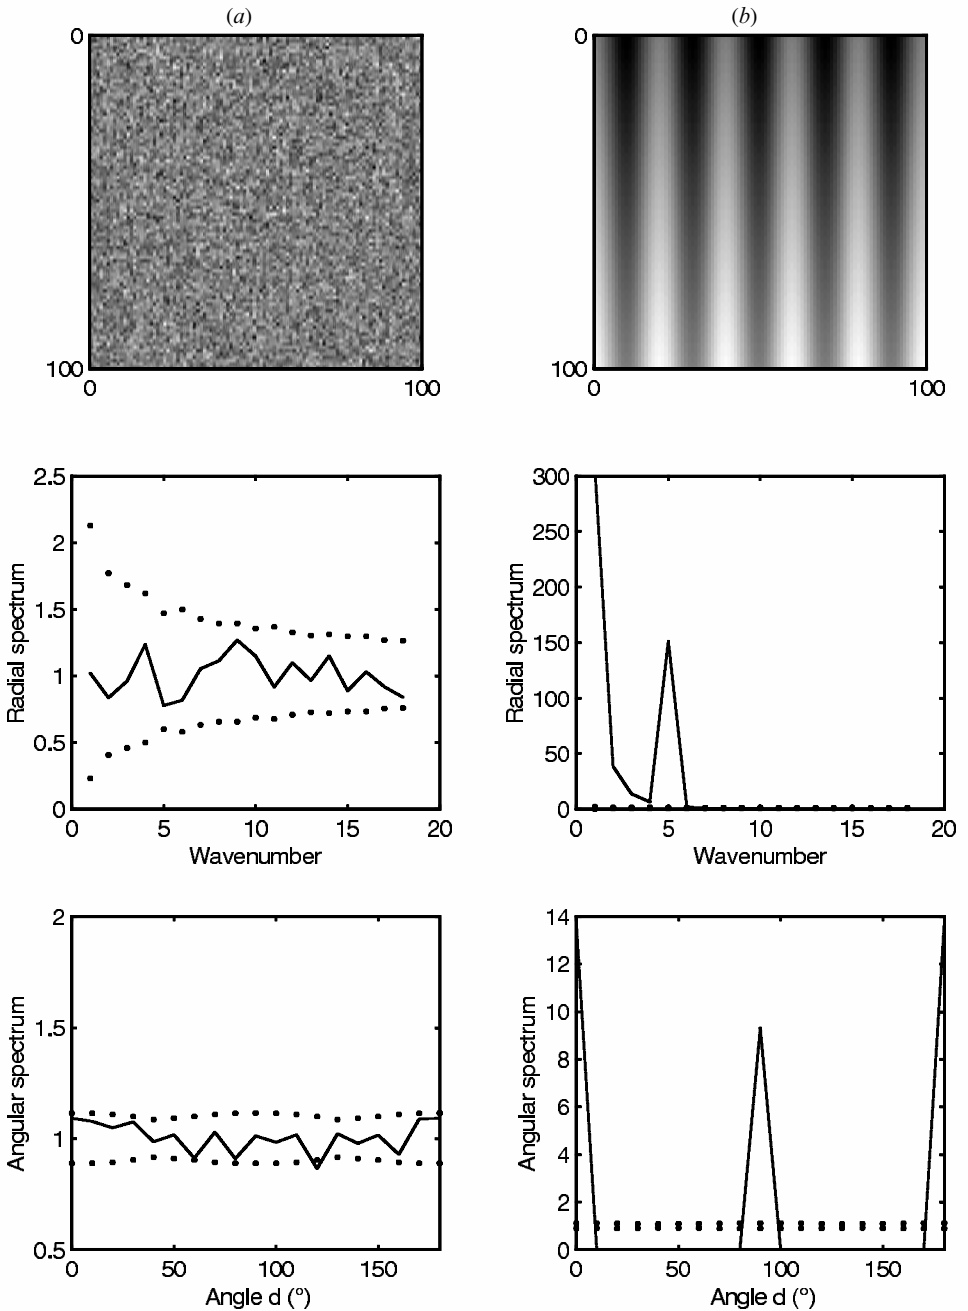 (a) (b)
0 0
100 100
0 100 0 100
2.5 300
250
2
200
1.5
150
1
100
0.5
50
0 0
Radial spectrum Radial spectrum
0 5 10 15 20 0 5 10 15 20
Wavenumber Wavenumber
2 14
12
1.5
10
8
1
6
4
2
0.5 0
Angular spectrum Angular spectrum
0 50 100 150 0 50 100 150
Angle d (°) Angle d (°)